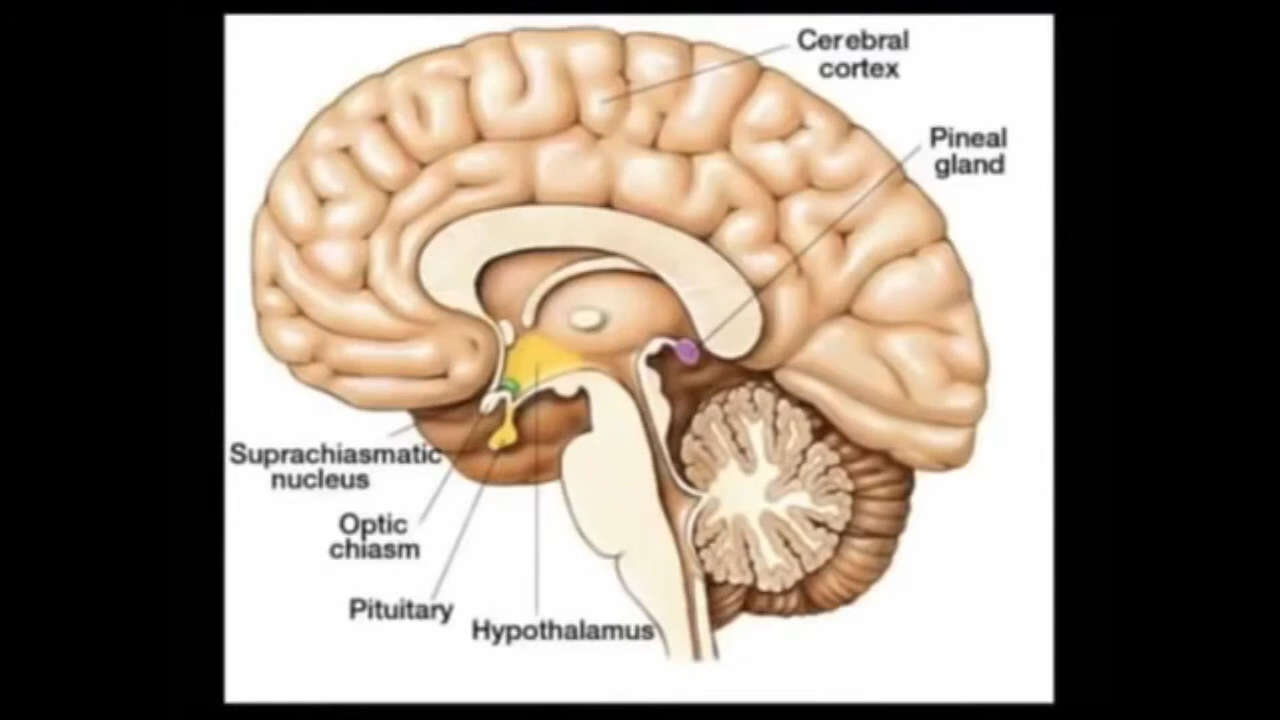 Cerebral
cortex
Pineal
gland
Suprachiasmatic
nucleus
Optic
chiasm
Pituitary
Hypothalamus